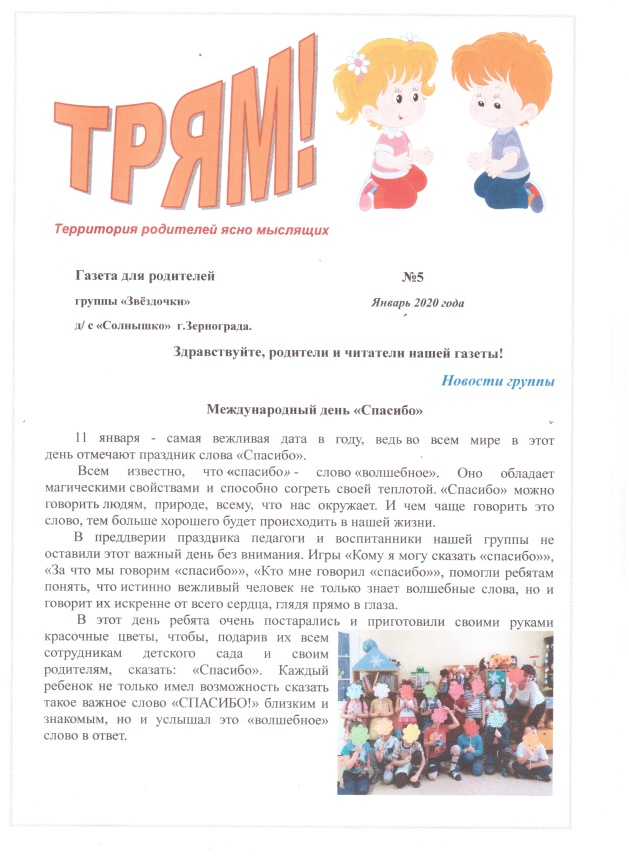 ТРЯМ!
Территория родителей ясно мыслящих
Газета для родителей №5
группы «Звёздочки» Январь 2020 года
д/ с «Солнышко» г.Зернограда.
Здравствуйте, родители и читатели нашей газеты!
Новости группы
Международный день «Спасибо»
11 января - самая вежливая дата в году, ведь во всем мире в этот
день отмечают праздник слова «Спасибо».
Всем известно, что «спасибо» - слово «волшебное». Оно обладает
магическими свойствами и способно согреть своей теплотой. «Спасибо» можно
говорить людям, природе, всему, что нас окружает. И чем чаще говорить это
слово, тем больше хорошего будет происходить в нашей жизни.
В преддверии праздника педагоги и воспитанники нашей группы не
оставили этот важный день без внимания. Игры «Кому я могу сказать «спасибо»»,
«За что мы говорим «спасибо»», «Кто мне говорил «спасибо»», помогли ребятам
понять, что истинно вежливый человек не только знает волшебные слова, но и
говорит их искренне от всего сердца, глядя прямо в глаза.
В этот день ребята очень постарались и приготовили своими руками
красочные цветы, чтобы, подарив их всем
сотрудникам детского сада и своим
родителям, сказать: «Спасибо». Каждый
ребенок не только имел возможность сказать
такое важное слово «СПАСИБО!» близким и
знакомым, но и услышал это «волшебное»
слово в ответ.